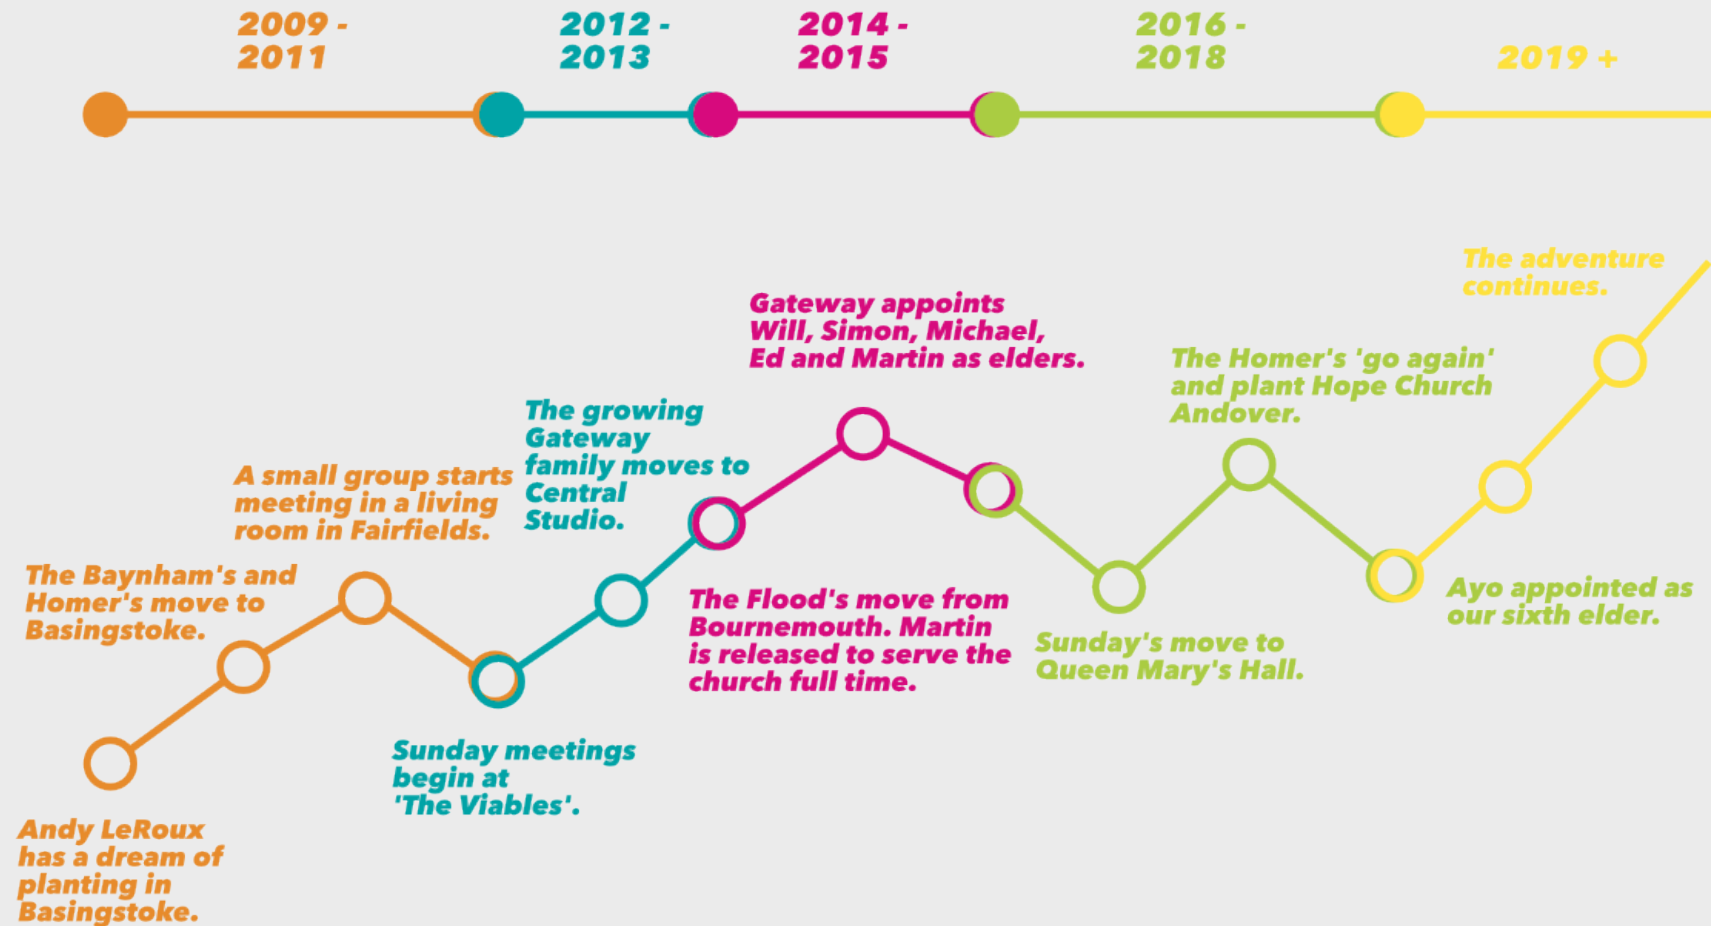 2009 -
2011
2012 -
2013
2014 -
2015
2016 -
2018
2019 +
Andy LeRoux
has a dream of
planting in
Basingstoke.
The Baynham's and
Homer's move to
Basingstoke.
A small group starts
meeting in a living
room in Fairfields.
Sunday meetings
begin at
'The Viables'.
The growing
Gateway
family moves to
Central
Studio.
The Flood's move from
Bournemouth. Martin
is released to serve the
church full time.
Gateway appoints
Will, Simon, Michael,
Ed and Martin as elders.
Sunday's move to
Queen Mary's Hall.
The Homer's 'go again'
and plant Hope Church
Andover.
Ayo appointed as
our sixth elder.
The adventure
continues.